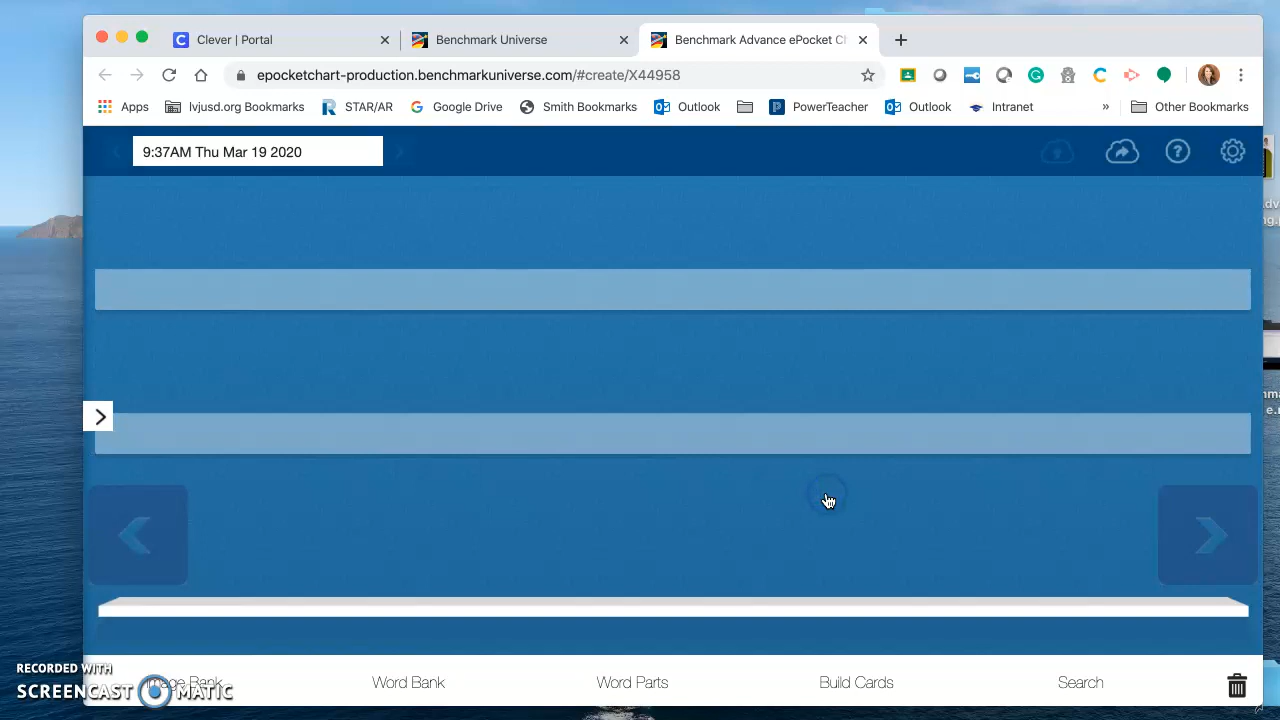 Clever | Portal
Benchmark Universe
Benchmark Advance ePocket Ch
epocketchart-production.benchmarkuniverse.com/#create/X44958
Apps
lvjusd.org Bookmarks
STAR/AR
Google Drive
Smith Bookmarks
Outlook
PowerTeacher
Outlook
Intranet
»
Other Bookmarks
9:37AM Thu Mar 19 2020
Word Bank
Word Parts
Build Cards
Search
RECORDED WITH
SCREENCAST MATIC